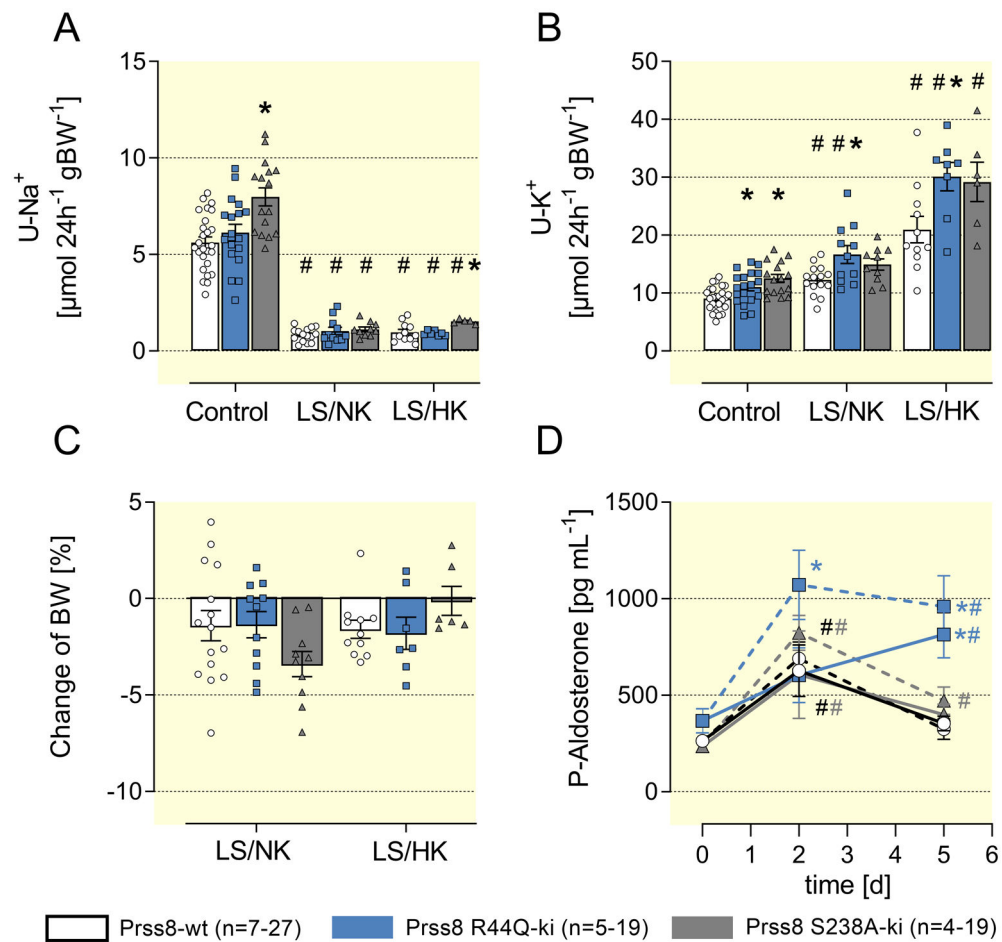 A
U-Na⁺
[µmol 24h⁻¹ gBW⁻¹]
15
10
5
0
*
# # # # # #*
Control LS/NK LS/HK
B
U-K⁺
[µmol 24h⁻¹ gBW⁻¹]
50
40
30
20
10
0
* *
# #*
# #* #
Control LS/NK LS/HK
C
Change of BW [%]
5
0
-5
-10
LS/NK LS/HK
D
P-Aldosterone [pg mL⁻¹]
1500
1000
500
0
*
*#
*#
##
##
#
0 1 2 3 4 5 6
time [d]
Prss8-wt (n=7-27) Prss8 R44Q-ki (n=5-19) Prss8 S238A-ki (n=4-19)